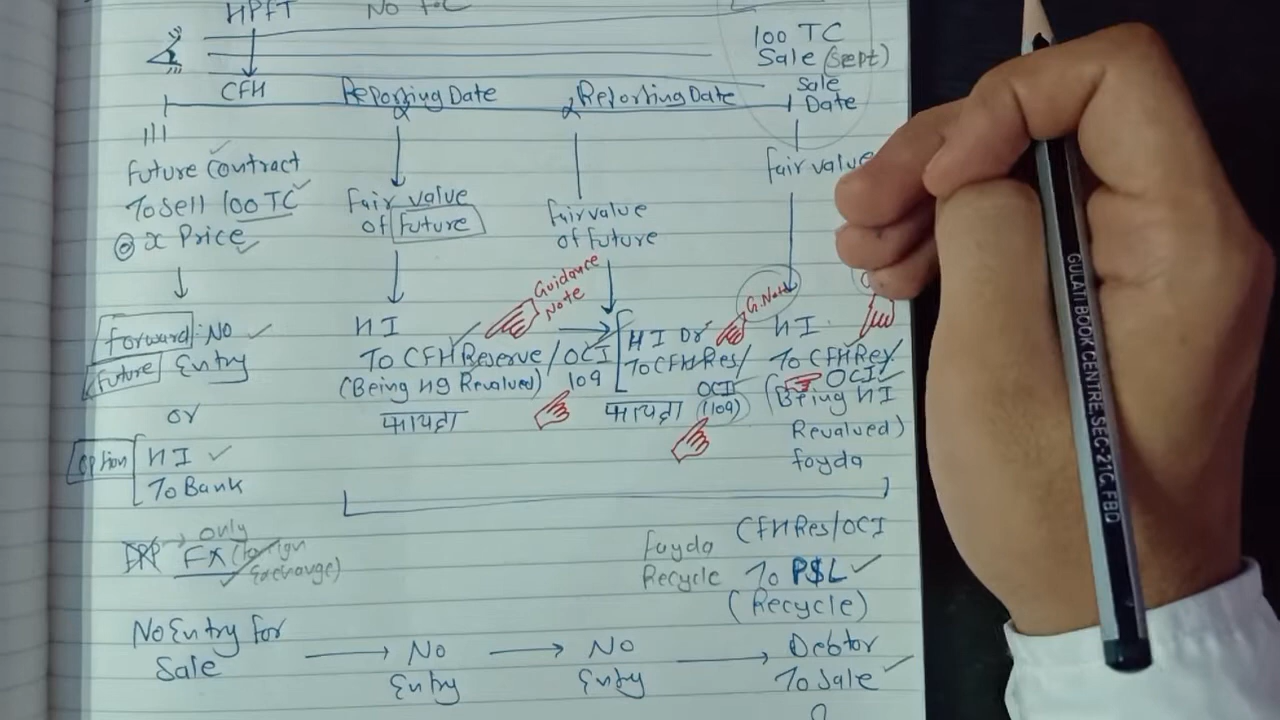 HPFT
CFH
100 TC
Sale (Sept)
Sale
Date
Reporting Date
Reporting Date
Future Contract
To Sell 100 TC
@ x Price
Fair value
of Future
Fair value
of Future
Fair value
Guidance
Note
G. Note
Forward: No
Future Entry
or
Option HI
To Bank
HI
To CFH Reserve/OCI
(Being HI Revalued) 109
फायदा
HI Dr
To CFH Res/
OCI
फायदा (109)
HI
To CFH Res/
OCI
(Being HI
Revalued)
fayda
Only
FX (Foreign
Exchange)
Fayda
Recycle
CFH Res/OCI
To P$L
(Recycle)
No Entry for
Sale
No
Entry
No
Entry
Debtor
To Sale
GULATI BOOK CENTRE, SEC-21C, FBD